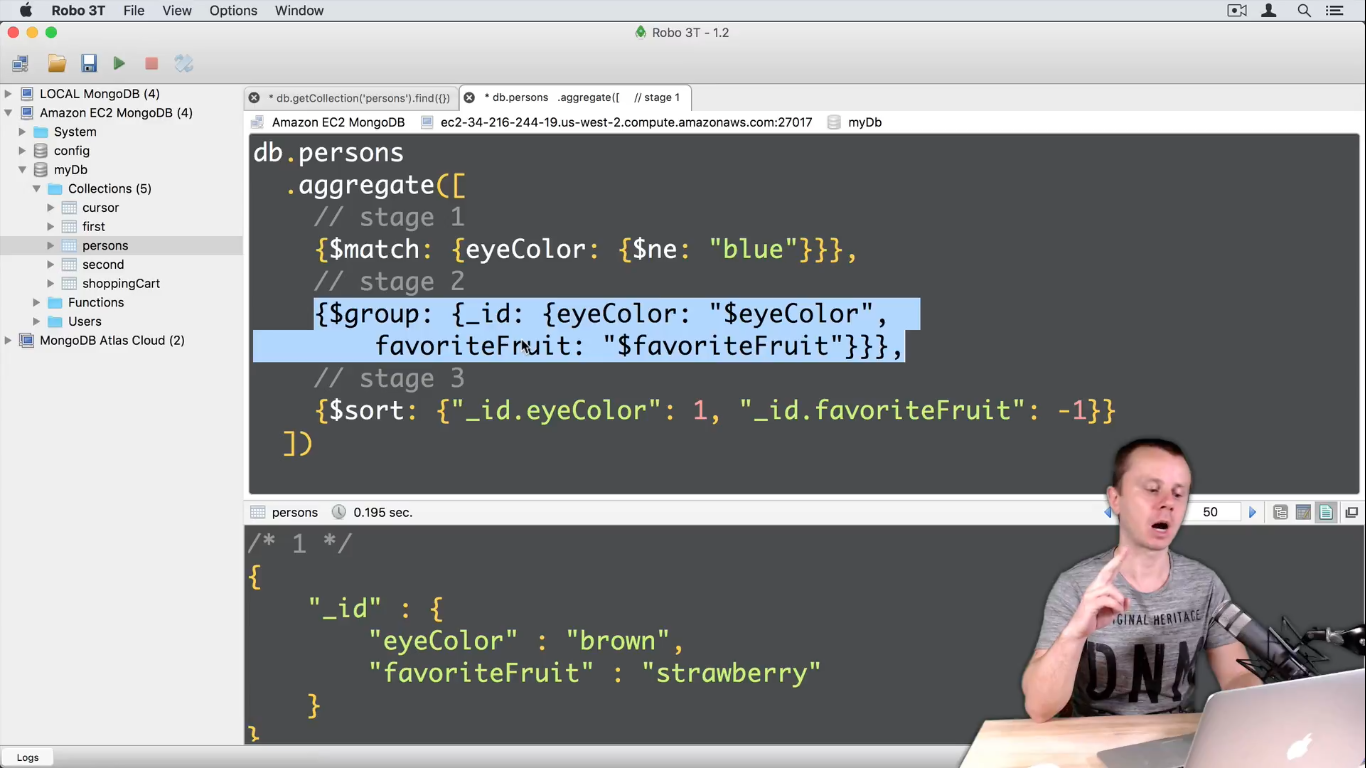 Robo 3T File View Options Window
Robo 3T - 1.2
LOCAL MongoDB (4)
Amazon EC2 MongoDB (4)
System
config
myDb
Collections (5)
cursor
first
persons
second
shoppingCart
Functions
Users
MongoDB Atlas Cloud (2)
* db.getCollection('persons').find({}) * db.persons .aggregate([ // stage 1
Amazon EC2 MongoDB ec2-34-216-244-19.us-west-2.compute.amazonaws.com:27017 myDb
db.persons
.aggregate([
// stage 1
{$match: {eyeColor: {$ne: "blue"}}},
// stage 2
{$group: {_id: {eyeColor: "$eyeColor",
favoriteFruit: "$favoriteFruit"}}},
// stage 3
{$sort: {"_id.eyeColor": 1, "_id.favoriteFruit": -1}}
])
persons 0.195 sec. 50
/* 1 */
{
"_id" : {
"eyeColor" : "brown",
"favoriteFruit" : "strawberry"
}
}
ORIGINAL HERITAGE
DNM
Logs